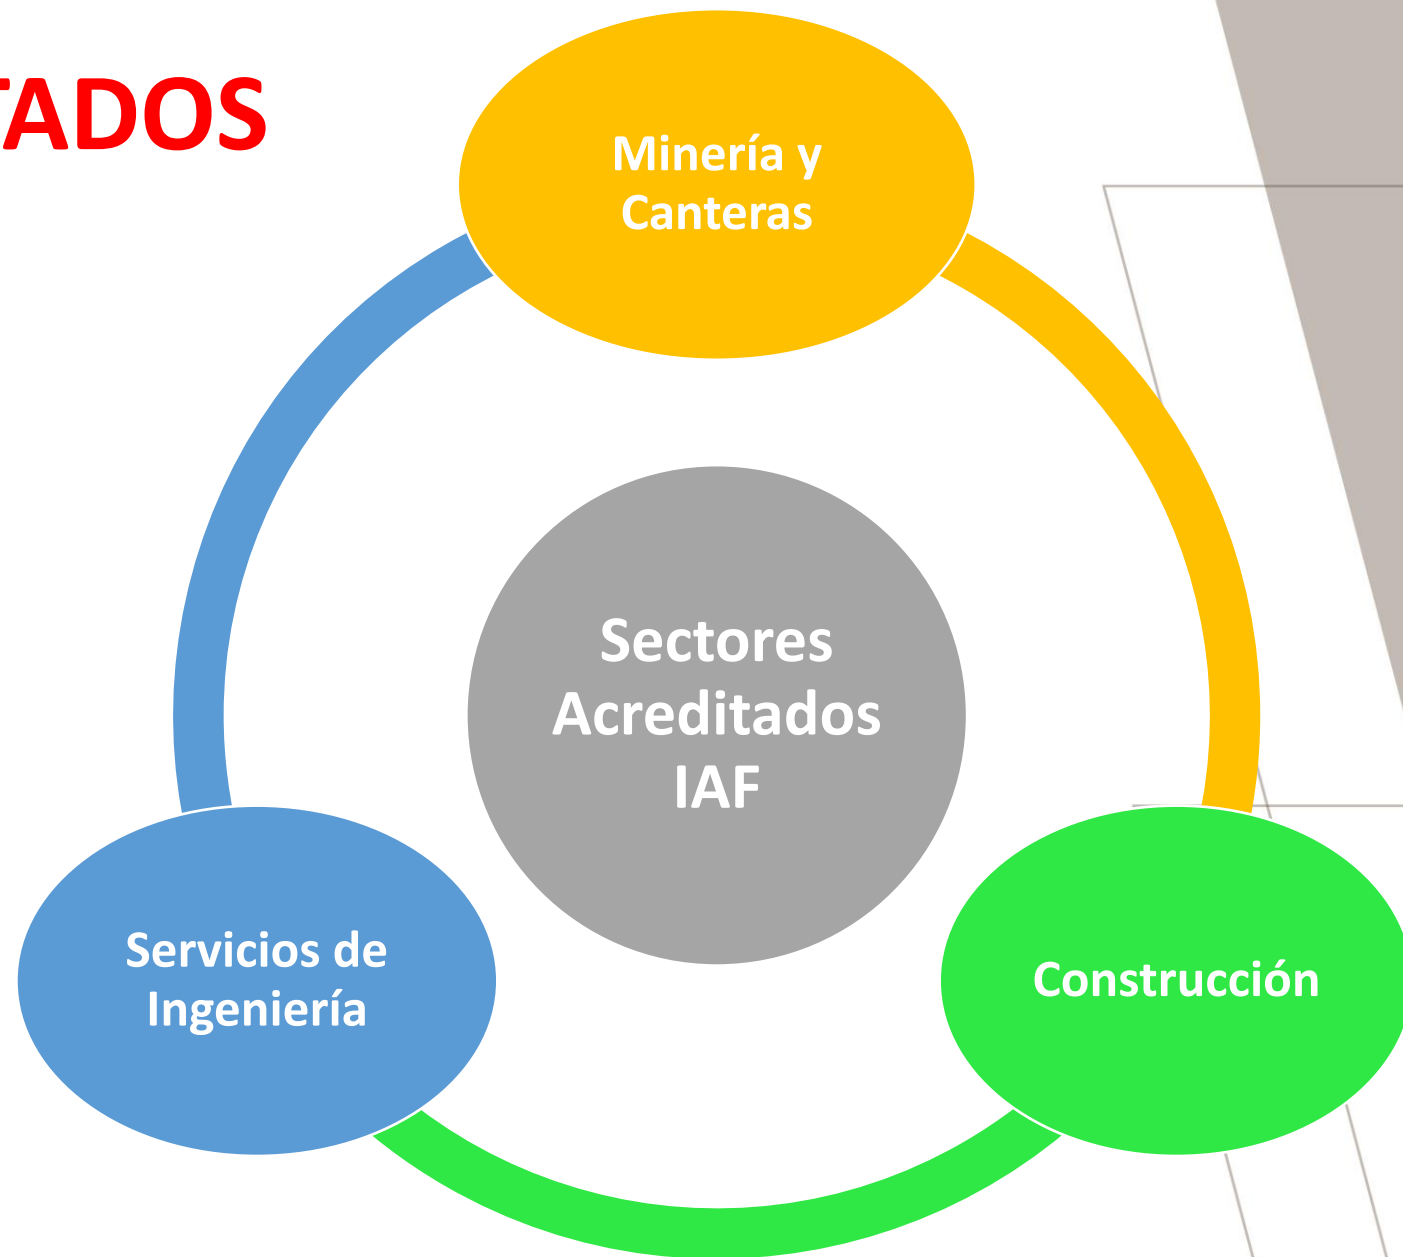 TADOS
Minería y
Canteras
Sectores
Acreditados
IAF
Servicios de
Ingeniería
Construcción